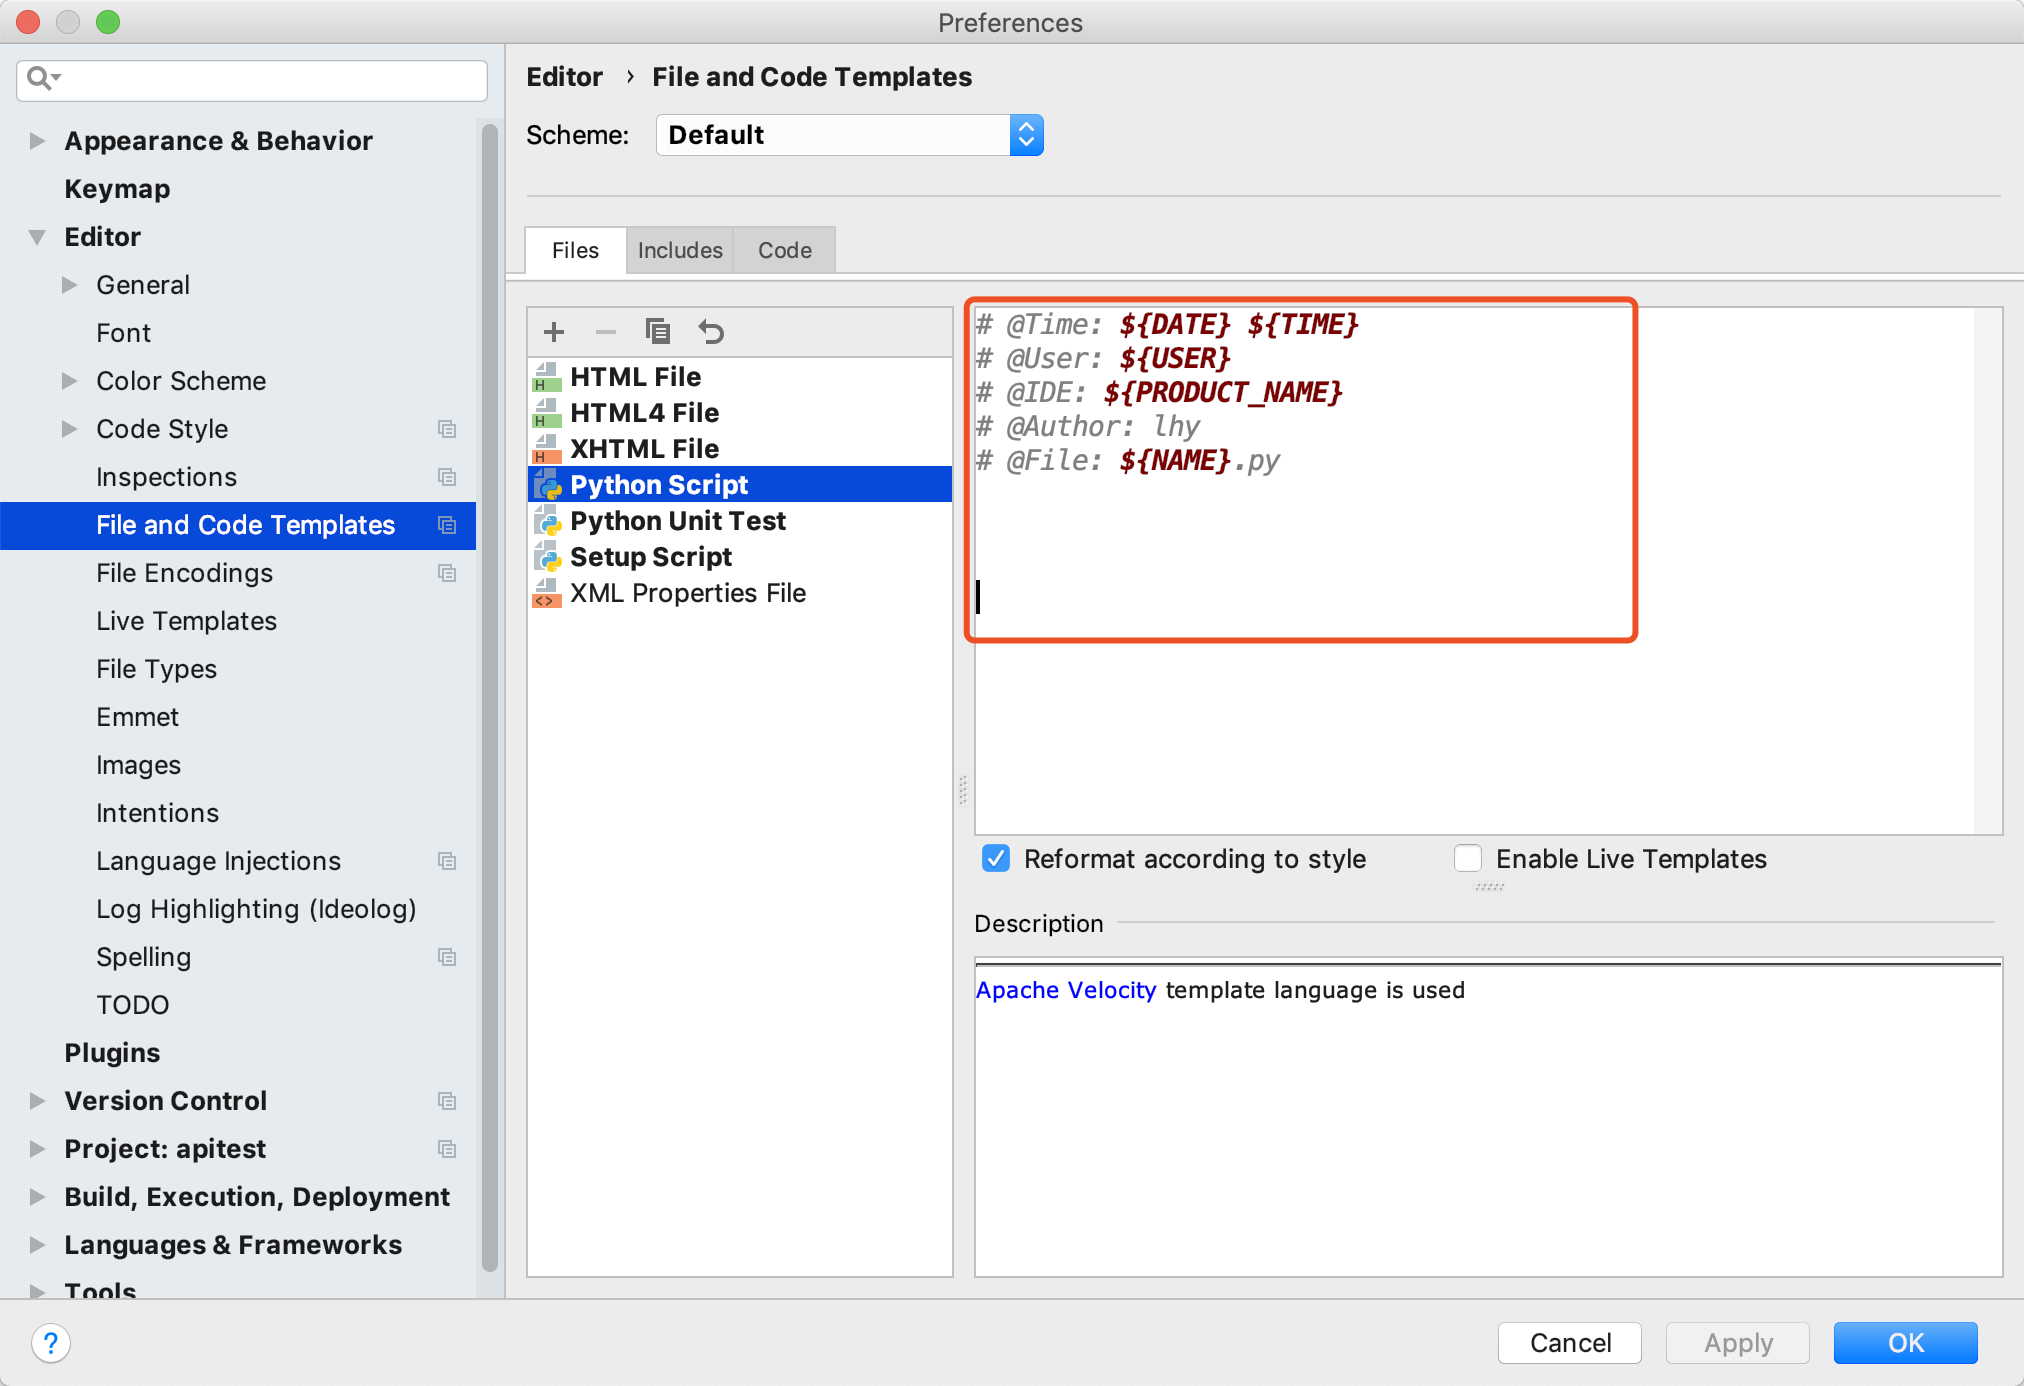 Preferences
Appearance & Behavior
Keymap
Editor
General
Font
Color Scheme
Code Style
Inspections
File and Code Templates
File Encodings
Live Templates
File Types
Emmet
Images
Intentions
Language Injections
Log Highlighting (Ideolog)
Spelling
TODO
Plugins
Version Control
Project: apitest
Build, Execution, Deployment
Languages & Frameworks
Tools
Editor › File and Code Templates
Scheme: Default
Files Includes Code
HTML File
HTML4 File
XHTML File
Python Script
Python Unit Test
Setup Script
XML Properties File
# @Time: ${DATE} ${TIME}
# @User: ${USER}
# @IDE: ${PRODUCT_NAME}
# @Author: lhy
# @File: ${NAME}.py
Reformat according to style Enable Live Templates
Description
Apache Velocity template language is used
? Cancel Apply OK